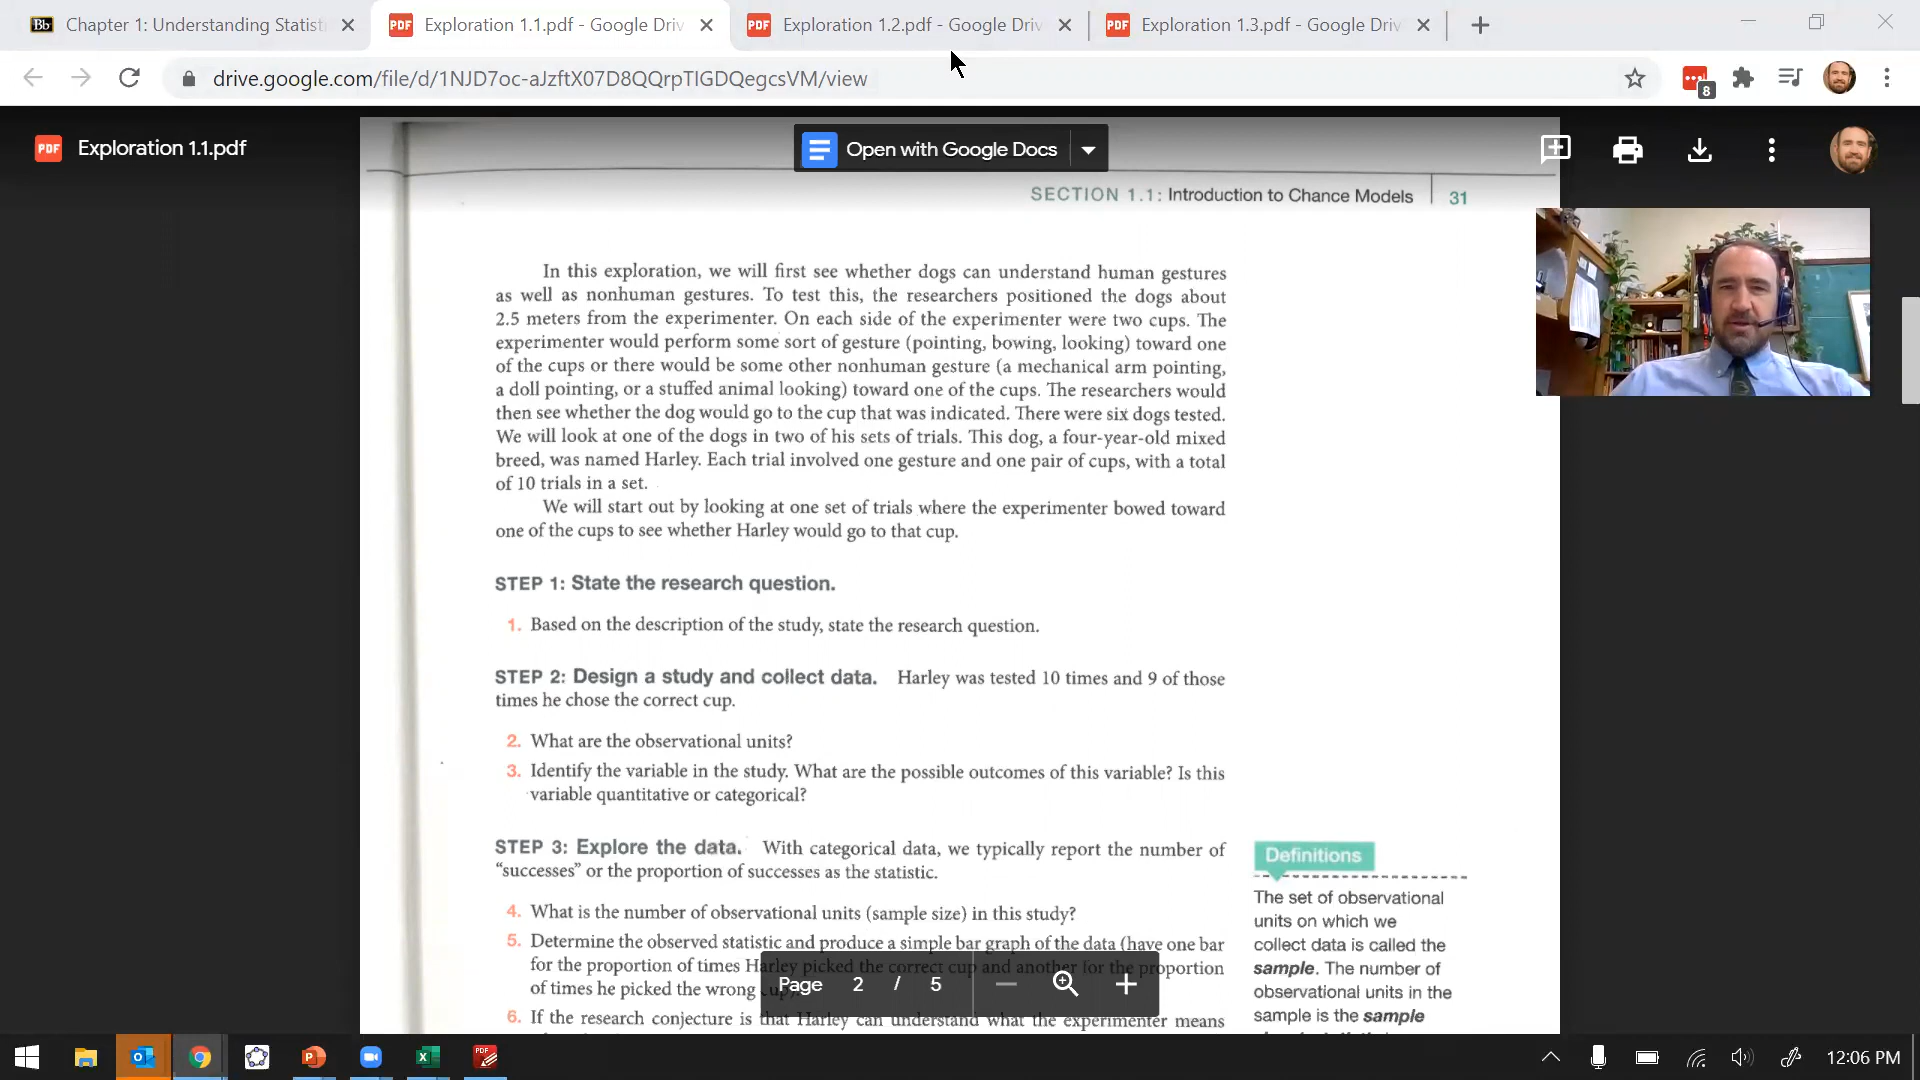 Bb Chapter 1: Understanding Statist
PDF Exploration 1.1.pdf - Google Driv
PDF Exploration 1.2.pdf - Google Driv
PDF Exploration 1.3.pdf - Google Driv
drive.google.com/file/d/1NJD7oc-aJzftX07D8QQrpTIGDQegcsVM/view
8
PDF Exploration 1.1.pdf
Open with Google Docs
SECTION 1.1: Introduction to Chance Models 31
In this exploration, we will first see whether dogs can understand human gestures
as well as nonhuman gestures. To test this, the researchers positioned the dogs about
2.5 meters from the experimenter. On each side of the experimenter were two cups. The
experimenter would perform some sort of gesture (pointing, bowing, looking) toward one
of the cups or there would be some other nonhuman gesture (a mechanical arm pointing,
a doll pointing, or a stuffed animal looking) toward one of the cups. The researchers would
then see whether the dog would go to the cup that was indicated. There were six dogs tested.
We will look at one of the dogs in two of his sets of trials. This dog, a four-year-old mixed
breed, was named Harley. Each trial involved one gesture and one pair of cups, with a total
of 10 trials in a set.
We will start out by looking at one set of trials where the experimenter bowed toward
one of the cups to see whether Harley would go to that cup.
STEP 1: State the research question.
1. Based on the description of the study, state the research question.
STEP 2: Design a study and collect data. Harley was tested 10 times and 9 of those
times he chose the correct cup.
2. What are the observational units?
3. Identify the variable in the study. What are the possible outcomes of this variable? Is this
variable quantitative or categorical?
STEP 3: Explore the data. With categorical data, we typically report the number of
"successes" or the proportion of successes as the statistic.
4. What is the number of observational units (sample size) in this study?
5. Determine the observed statistic and produce a simple bar graph of the data (have one bar
for the proportion of times Harley picked the correct cup and another for the proportion
of times he picked the wrong
6. If the research conjecture is that Harley can understand what the experimenter means
Definitions
The set of observational
units on which we
collect data is called the
sample. The number of
observational units in the
sample is the sample
Page 2 / 5
12:06 PM